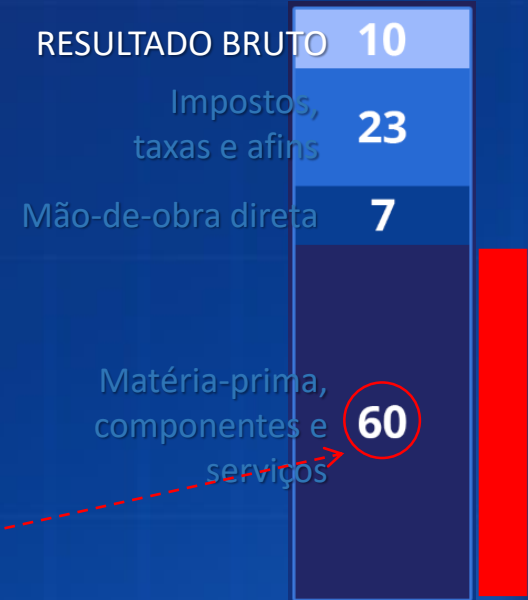 RESULTADO BRUTO 10
Impostos,
taxas e afins
23
Mão-de-obra direta 7
Matéria-prima,
componentes e
serviços
60